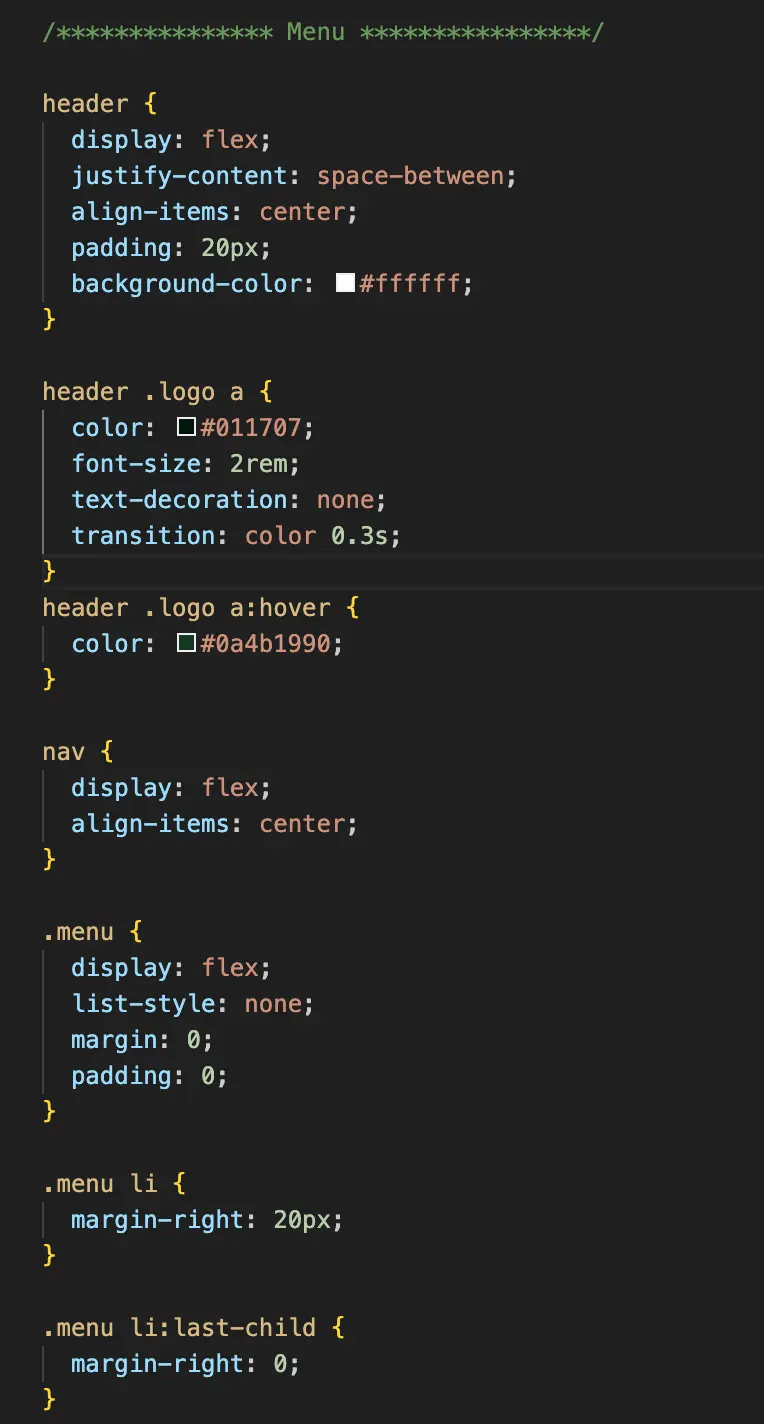 /*************** Menu ****************/
header {
display: flex;
justify-content: space-between;
align-items: center;
padding: 20px;
background-color: #ffffff;
}
header .logo a {
color: #011707;
font-size: 2rem;
text-decoration: none;
transition: color 0.3s;
}
header .logo a:hover {
color: #0a4b1990;
}
nav {
display: flex;
align-items: center;
}
.menu {
display: flex;
list-style: none;
margin: 0;
padding: 0;
}
.menu li {
margin-right: 20px;
}
.menu li:last-child {
margin-right: 0;
}